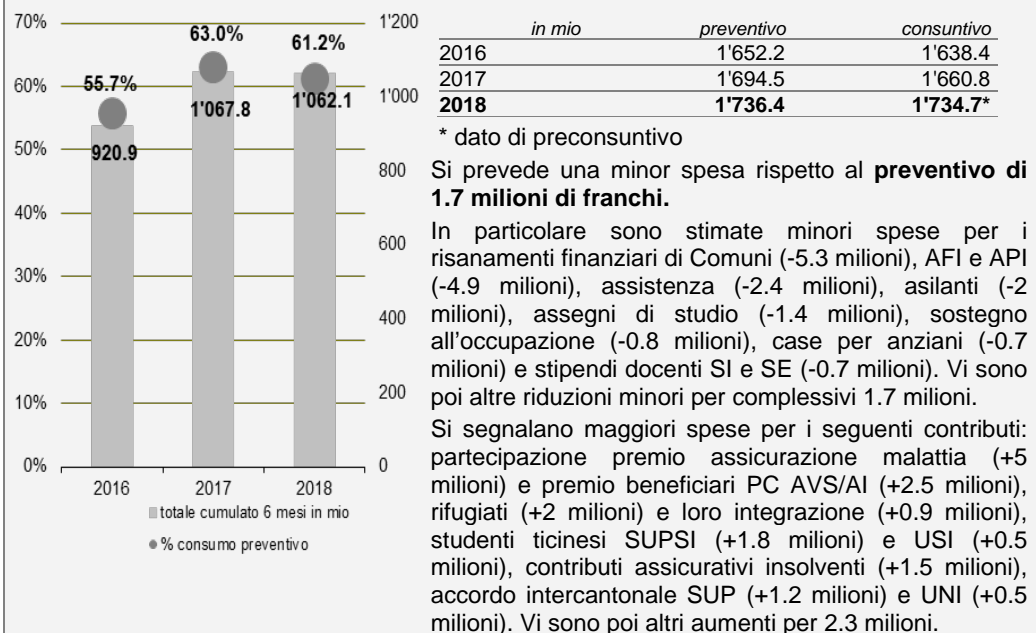 70%
60%
50%
40%
30%
20%
10%
0%
1'200
1'000
800
600
400
200
0
55.7%
63.0%
61.2%
920.9
1'067.8
1'062.1
2016 2017 2018
totale cumulato 6 mesi in mio
% consumo preventivo
in mio preventivo consuntivo
2016 1'652.2 1'638.4
2017 1'694.5 1'660.8
2018 1'736.4 1'734.7*
* dato di preconsuntivo
Si prevede una minor spesa rispetto al preventivo di
1.7 milioni di franchi.
In particolare sono stimate minori spese per i
risanamenti finanziari di Comuni (-5.3 milioni), AFI e API
(-4.9 milioni), assistenza (-2.4 milioni), asilanti (-2
milioni), assegni di studio (-1.4 milioni), sostegno
all'occupazione (-0.8 milioni), case per anziani (-0.7
milioni) e stipendi docenti SI e SE (-0.7 milioni). Vi sono
poi altre riduzioni minori per complessivi 1.7 milioni.
Si segnalano maggiori spese per i seguenti contributi:
partecipazione premio assicurazione malattia (+5
milioni) e premio beneficiari PC AVS/AI (+2.5 milioni),
rifugiati (+2 milioni) e loro integrazione (+0.9 milioni),
studenti ticinesi SUPSI (+1.8 milioni) e USI (+0.5
milioni), contributi assicurativi insolventi (+1.5 milioni),
accordo intercantonale SUP (+1.2 milioni) e UNI (+0.5
milioni). Vi sono poi altri aumenti per 2.3 milioni.